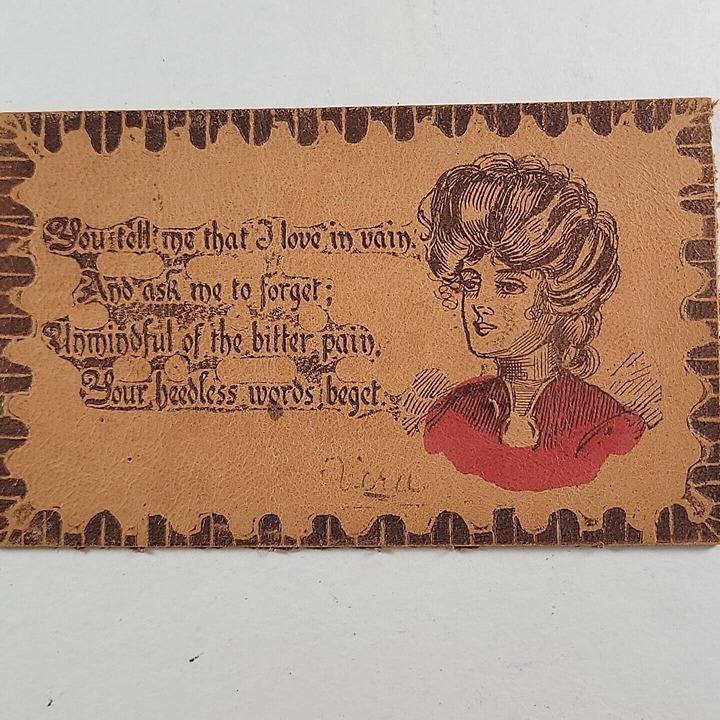 You tell me that I love in vain.
And ask me to forget;
Unmindful of the bitter pain.
Your heedless words beget.
Vera